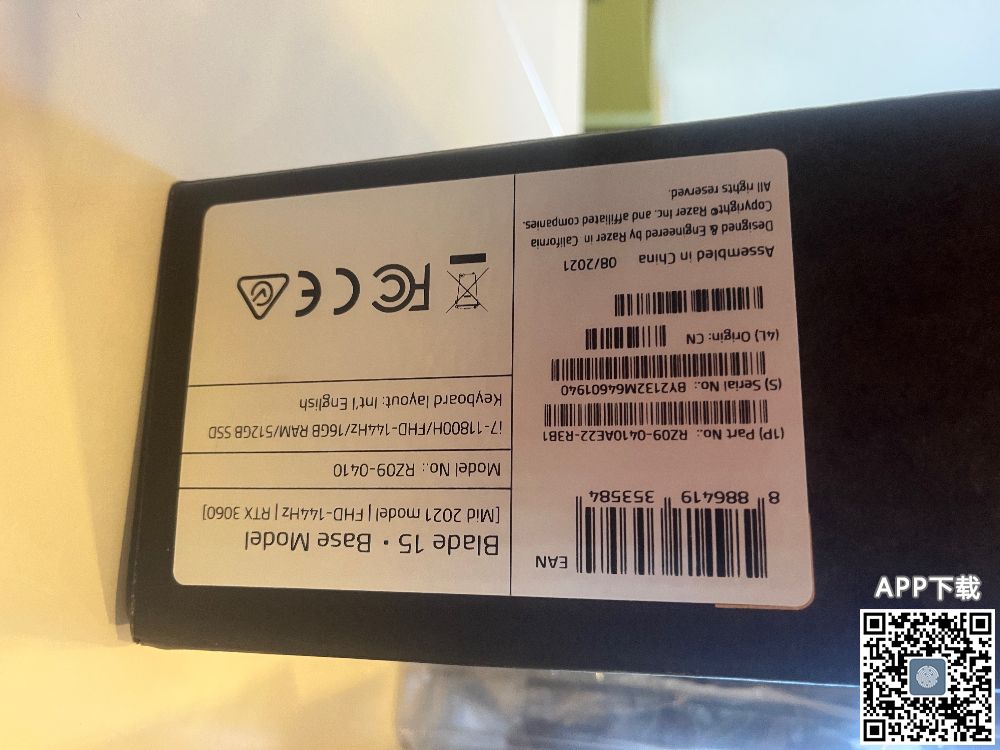 Blade 15 • Base Model
[Mid 2021 model | FHD-144Hz | RTX 3060]
Model No.: RZ09-0410
i7-11800H/FHD-144Hz/16GB RAM/512GB SSD
Keyboard layout: Int'l English
FC CE
EAN
8 886419 353584
(1P) Part No.: RZ09-0410AE22-R3B1
(S) Serial No.: BY2132M64601940
(4L) Origin: CN
Assembled in China 08/2021
Designed & Engineered by Razer in California
Copyright© Razer Inc. and affiliated companies.
All rights reserved.
APP下载